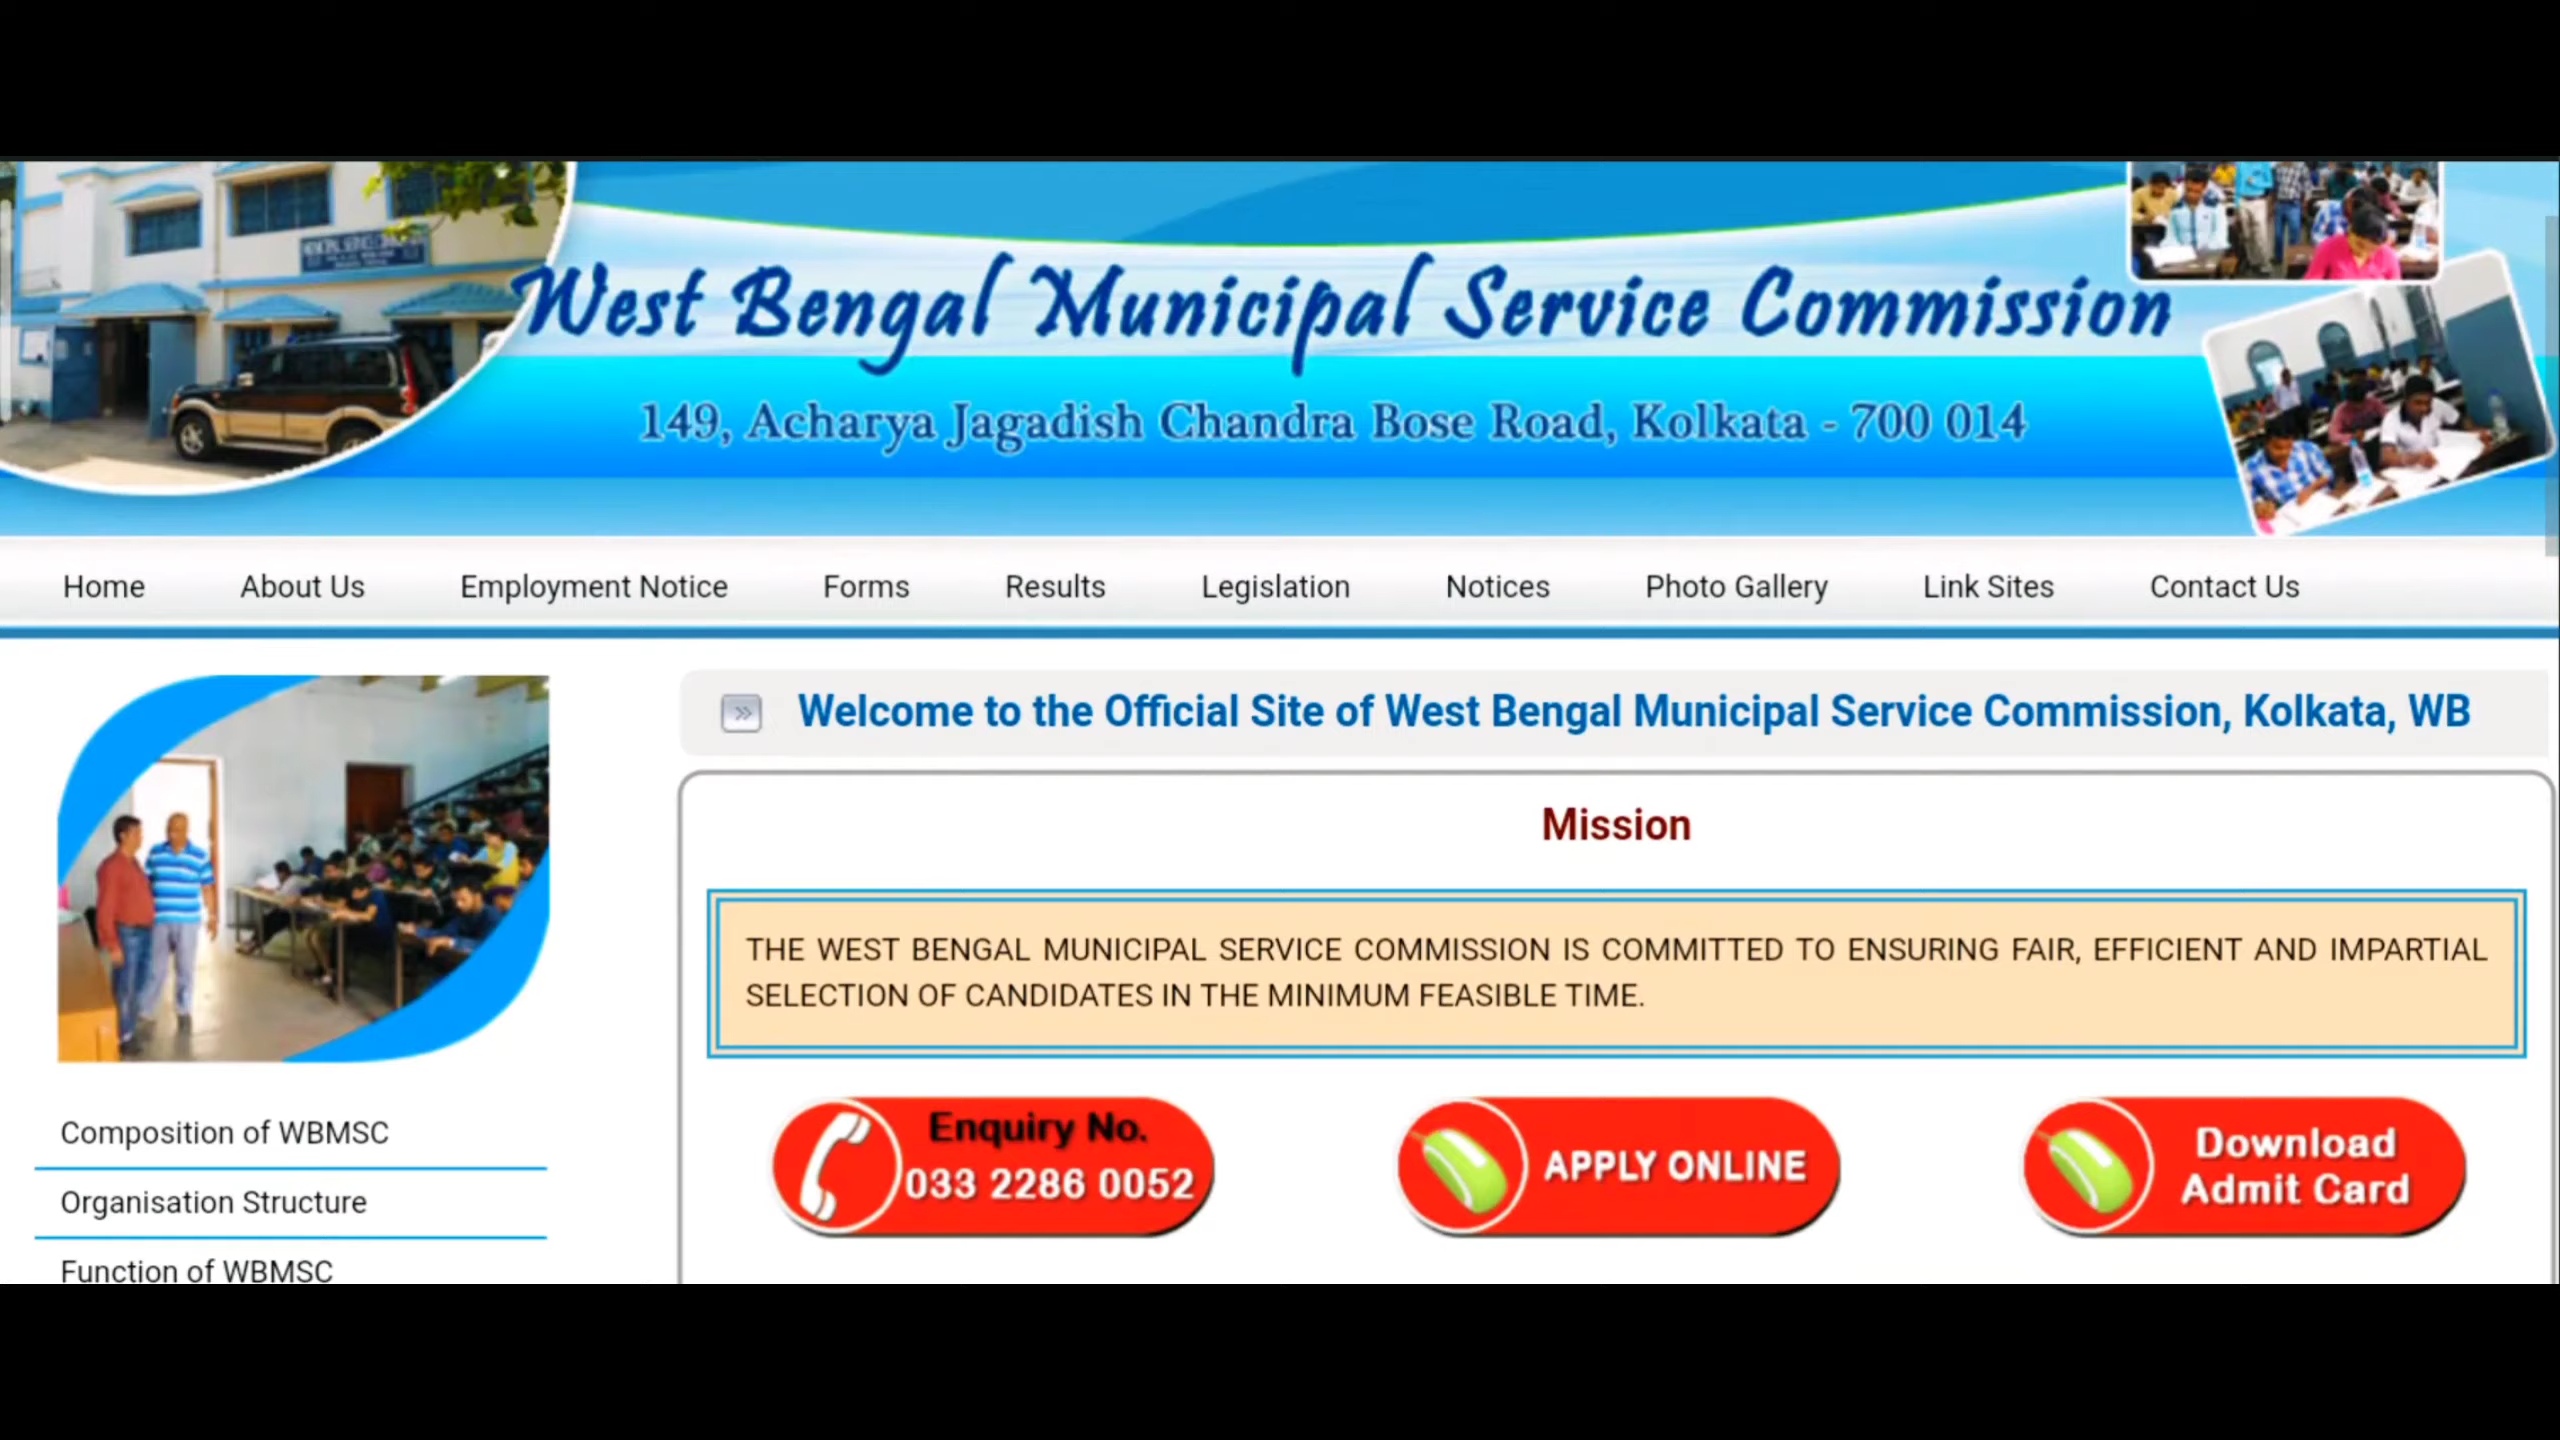 West Bengal Municipal Service Commission
149, Acharya Jagadish Chandra Bose Road, Kolkata - 700 014
Home About Us Employment Notice Forms Results Legislation Notices Photo Gallery Link Sites Contact Us
Welcome to the Official Site of West Bengal Municipal Service Commission, Kolkata, WB
Mission
THE WEST BENGAL MUNICIPAL SERVICE COMMISSION IS COMMITTED TO ENSURING FAIR, EFFICIENT AND IMPARTIAL
SELECTION OF CANDIDATES IN THE MINIMUM FEASIBLE TIME.
Enquiry No.
033 2286 0052
APPLY ONLINE
Download
Admit Card
Composition of WBMSC
Organisation Structure
Function of WBMSC